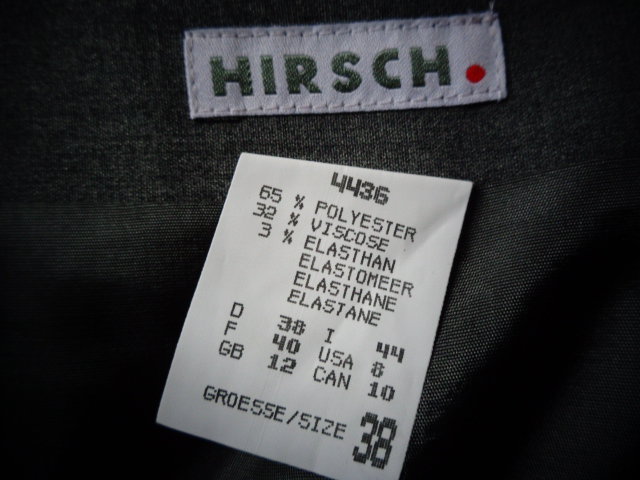 HIRSCH.
4436
65 % POLYESTER
32 % VISCOSE
3 % ELASTHAN
ELASTOMEER
ELASTHANE
ELASTANE
D 38 I 44
F 40 USA 8
GB 12 CAN 10
GROESSE/SIZE 38